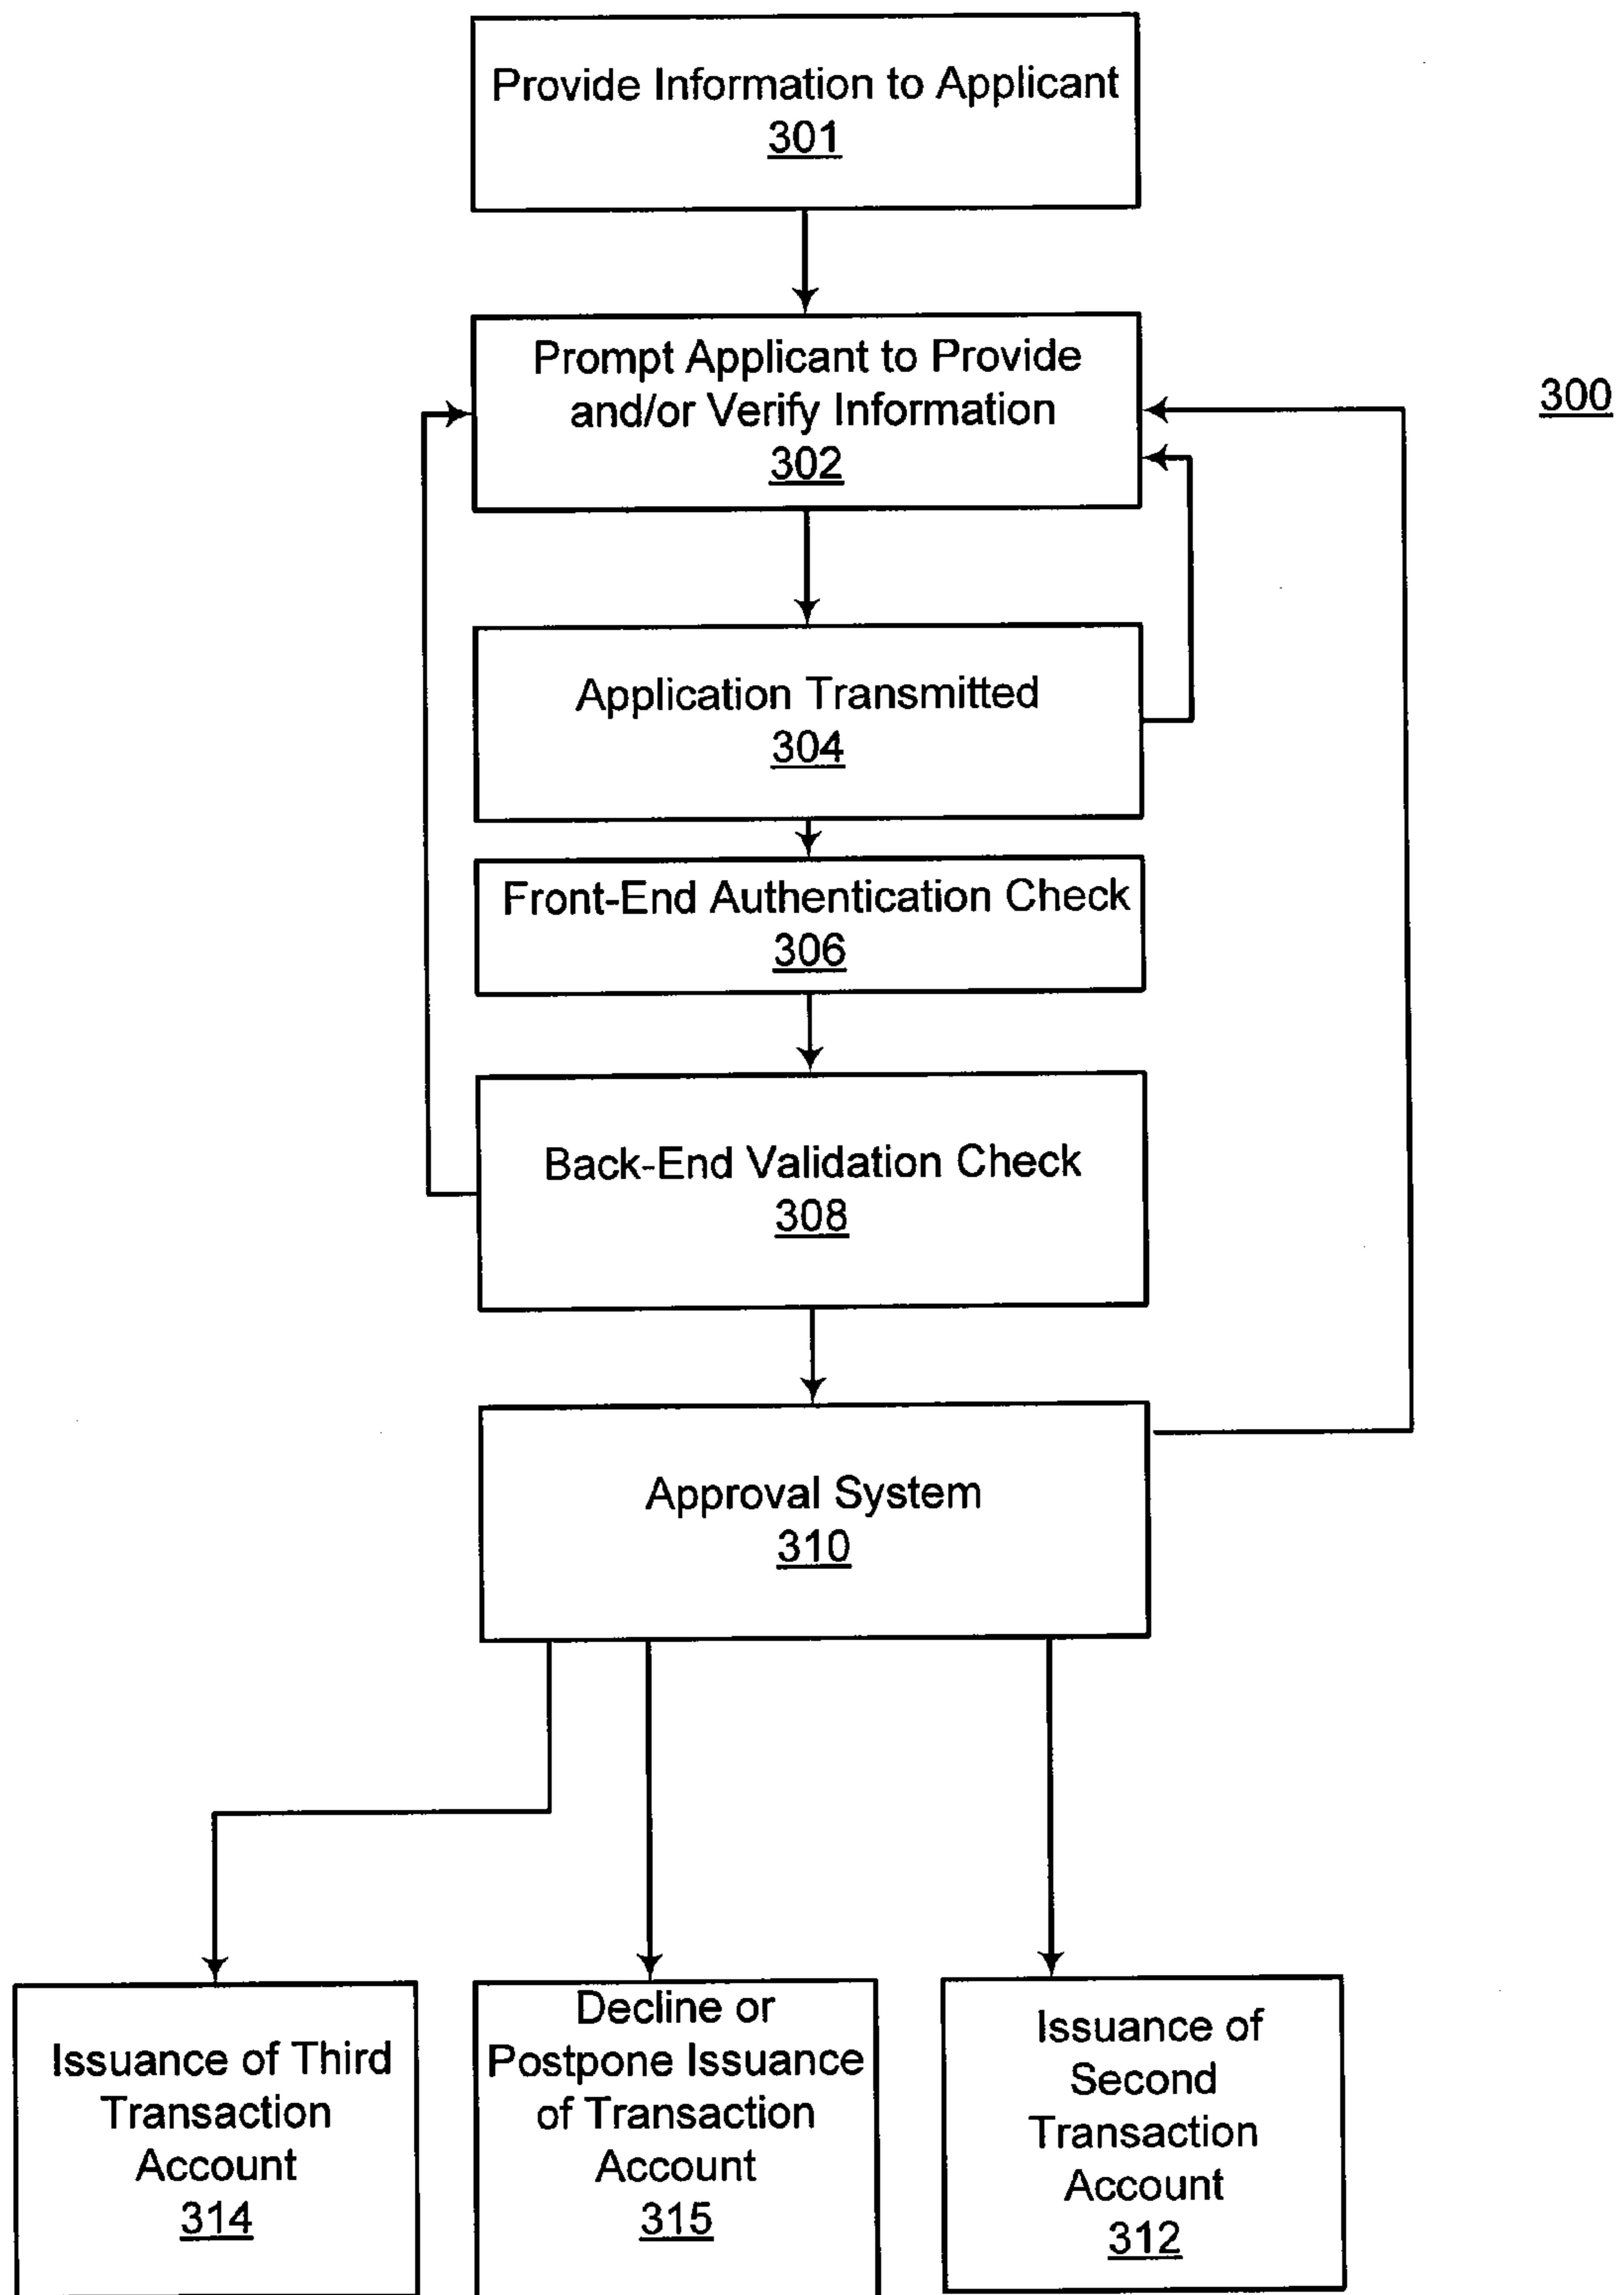 Provide Information to Applicant
301
Prompt Applicant to Provide
and/or Verify Information
302
300
Application Transmitted
304
Front-End Authentication Check
306
Back-End Validation Check
308
Approval System
310
Issuance of Third
Transaction
Account
314
Decline or
Postpone Issuance
of Transaction
Account
315
Issuance of
Second
Transaction
Account
312